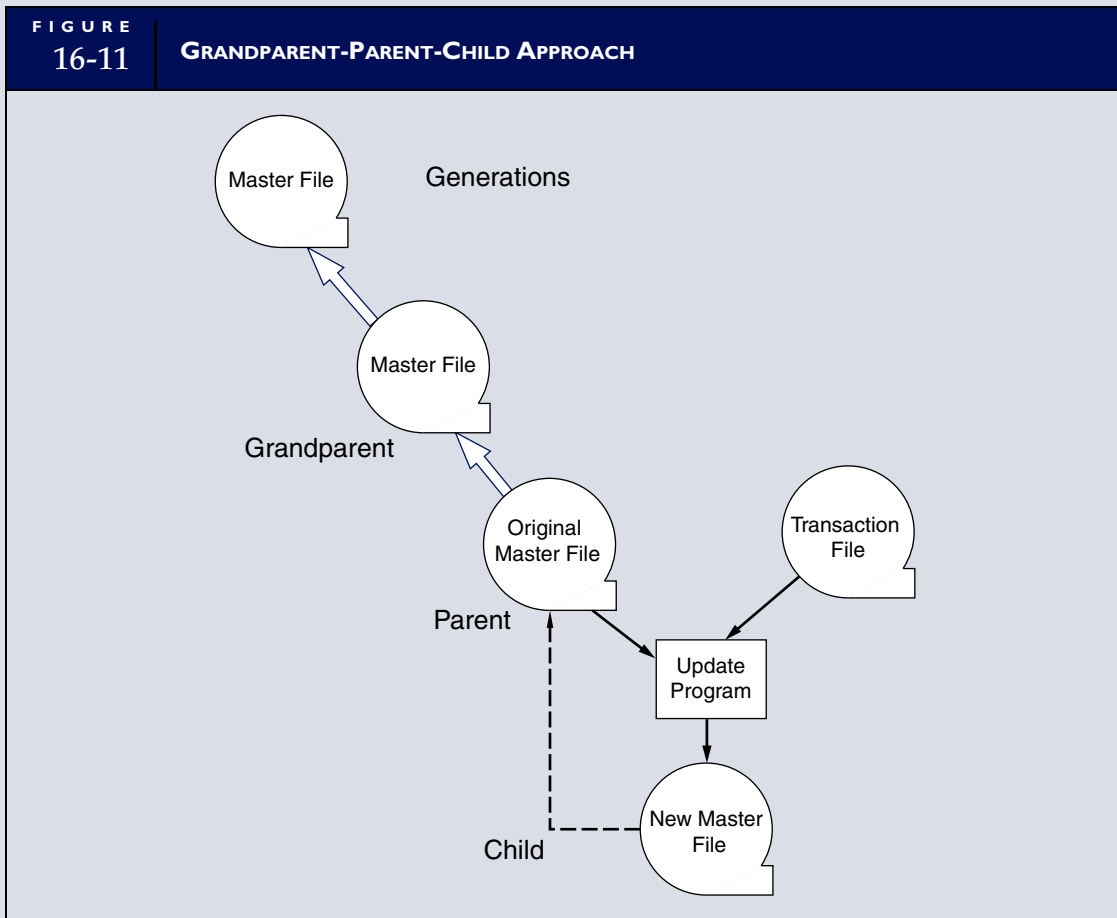 FIGURE
16-11
GRANDPARENT-PARENT-CHILD APPROACH
Master File
Generations
Master File
Grandparent
Original
Master File
Transaction
File
Parent
Update
Program
New Master
File
Child